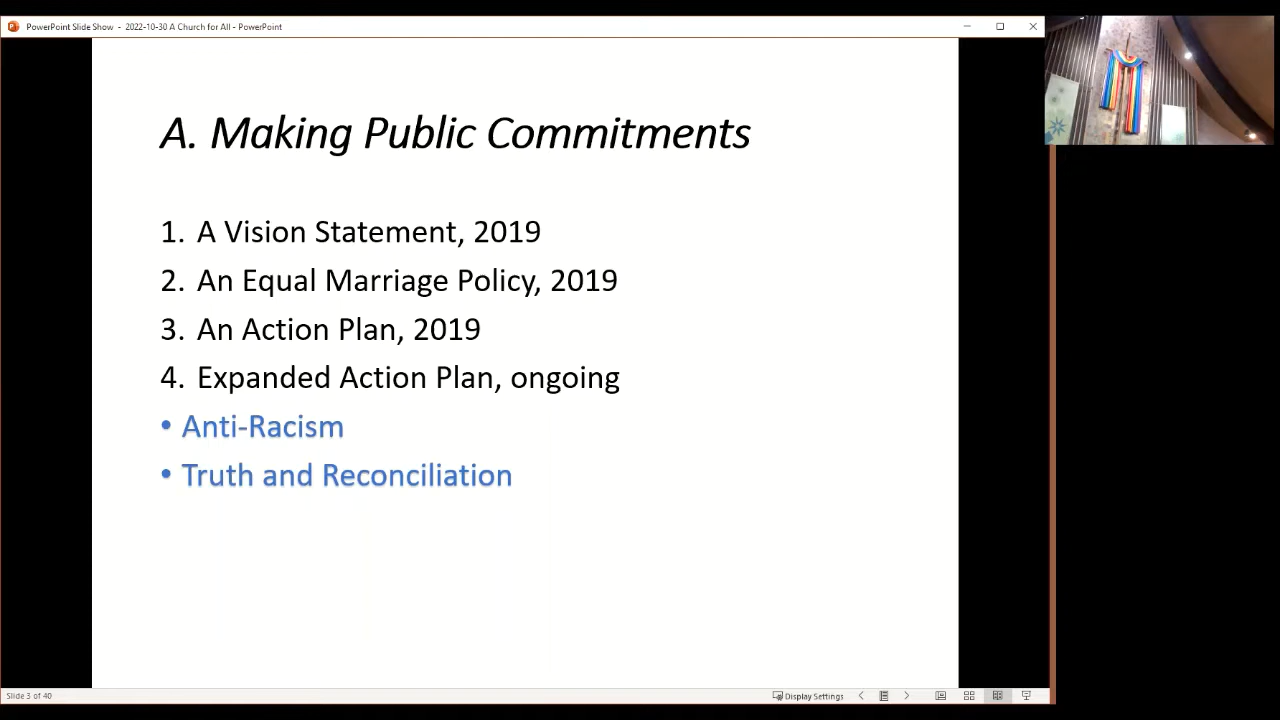 PowerPoint Slide Show - 2022-10-30 A Church for All - PowerPoint
A. Making Public Commitments
1. A Vision Statement, 2019
2. An Equal Marriage Policy, 2019
3. An Action Plan, 2019
4. Expanded Action Plan, ongoing
• Anti-Racism
• Truth and Reconciliation
Slide 3 of 40
Display Settings